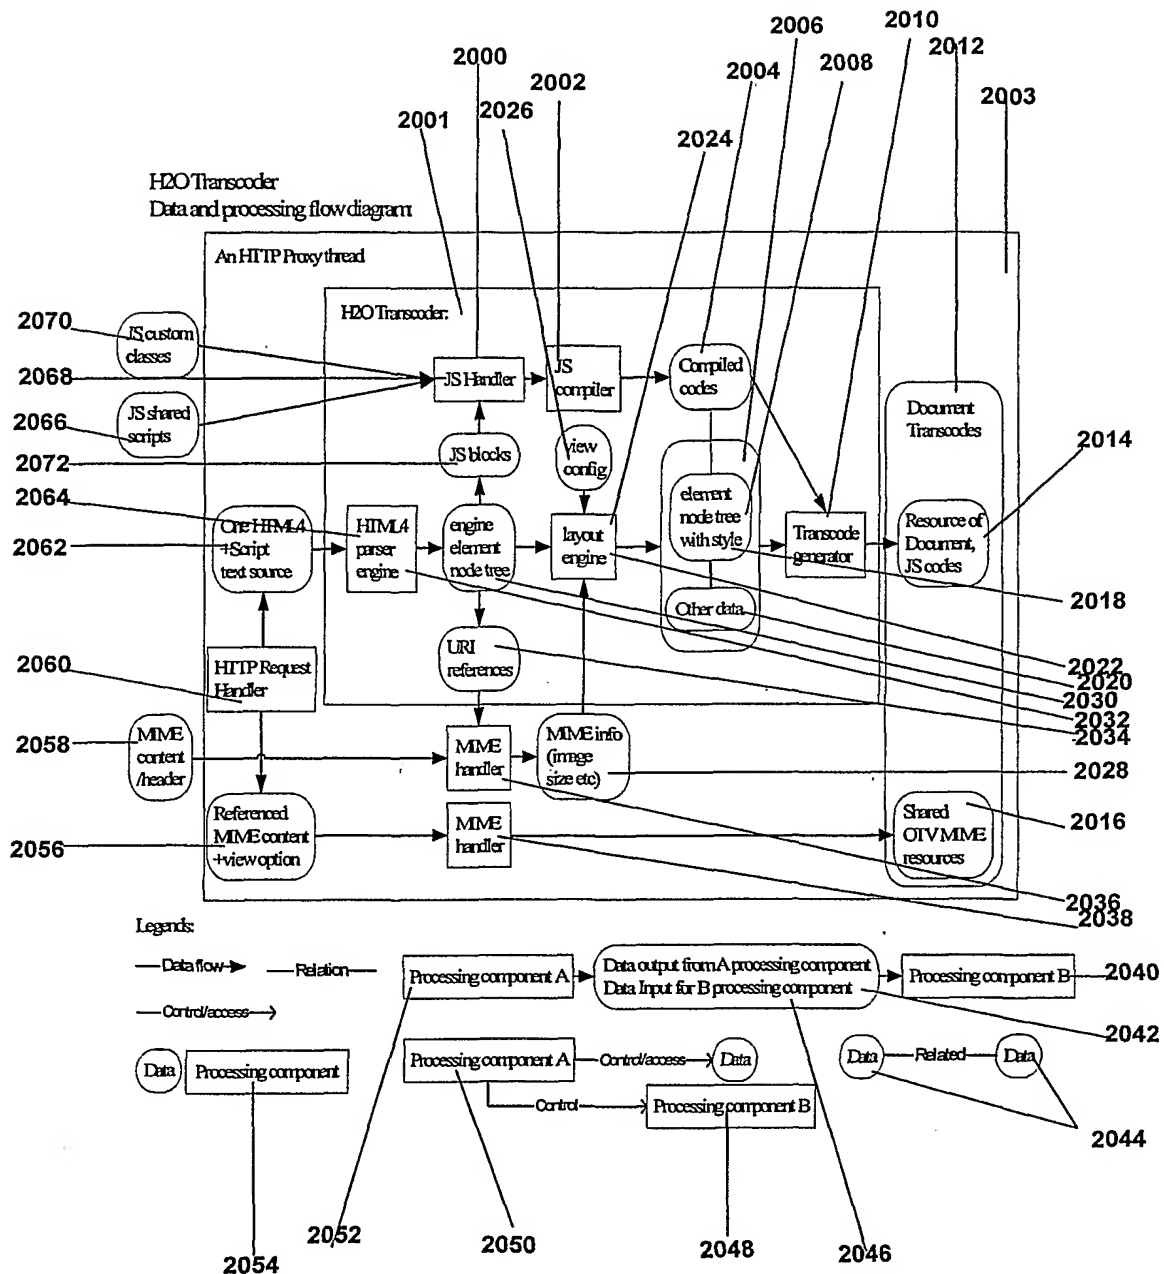 2010
2006
2012
2000
2002
2004
2008
2026
2003
2001
2024
H2O Transcoder
Data and processing flow diagram
An HTTP Proxy thread
2070
JS custom
classes
H2O Transcoder:
2068
JS Handler
JS
compiler
Compiled
codes
2066
JS shared
scripts
Document
Transcodes
2072
JS blocks
view
config
2014
2064
2062
One HTML4
+Script
text source
HTML4
parser
engine
engine
element
node tree
layout
engine
element
node tree
with style
Transcode
generator
Resource of
Document,
JS codes
Other data
2018
2060
HTTP Request
Handler
URI
references
2022
2020
2030
2032
2034
2058
MIME
content
/header
MIME
handler
MIME info
(image
size etc)
2028
2056
Referenced
MIME content
+view option
MIME
handler
Shared
OTV MIME
resources
2016
2036
2038
Legends:
Data flow
Relation
Processing component A
Data output from A processing component
Data Input for B processing component
Processing component B
2040
Control/access
2042
Data
Processing component
Processing component A
Control/access
Data
Data
Related
Data
Control
Processing component B
2044
2052
2050
2048
2046
2054